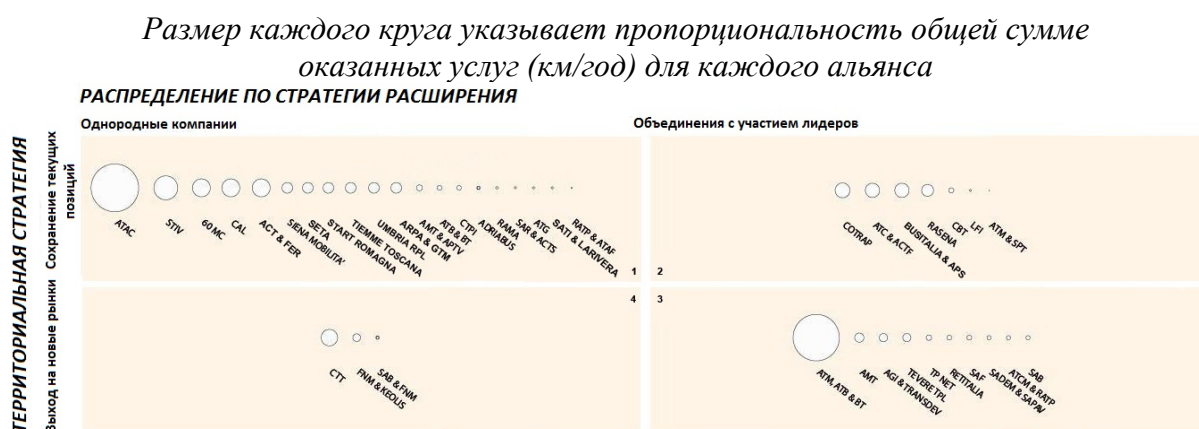 Размер каждого круга указывает пропорциональность общей сумме
оказанных услуг (км/год) для каждого альянса
РАСПРЕДЕЛЕНИЕ ПО СТРАТЕГИИ РАСШИРЕНИЯ
Однородные компании
Объединения с участием лидеров
ТЕРРИТОРИАЛЬНАЯ СТРАТЕГИЯ
Сохранение текущих
позиций
ATAC
STIV
60 MC
CAL
ACT & FER
SIENA MOBILITA'
SETA
START ROMAGNA
TIEMME TOSCANA
UMBRIA RPL
ARPA & GTM
AMT & APTV
ATB & BT
CTPI
ADRIABUS
RAMA
SAR & ACTS
ATG
SATI & LARIVERA
RATP & ATAF
1
2
COTRAP
ATC & ACTF
BUSITALIA & APS
RASENA
CBT
LFI
ATM & SPT
Выход на новые рынки
4
3
CTT
FNM & KEOLIS
SAB & FNM
ATM, ATB & BT
AMT
AGI & TRANSDEV
TEVERE TPL
TP NET
RETITALIA
SAF
SADEM & SAPAV
ATCM & RATP
SAB